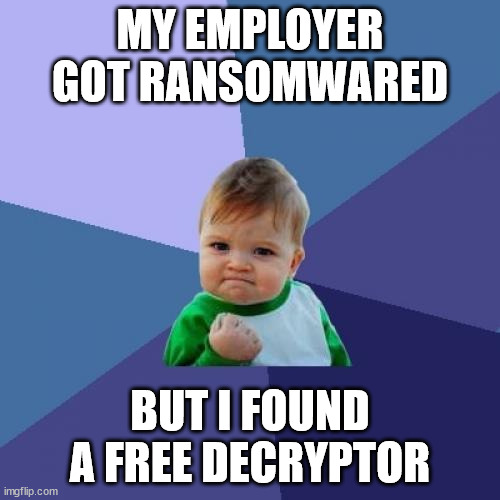 MY EMPLOYER
GOT RANSOMWARED
BUT I FOUND
A FREE DECRYPTOR
imgflip.com